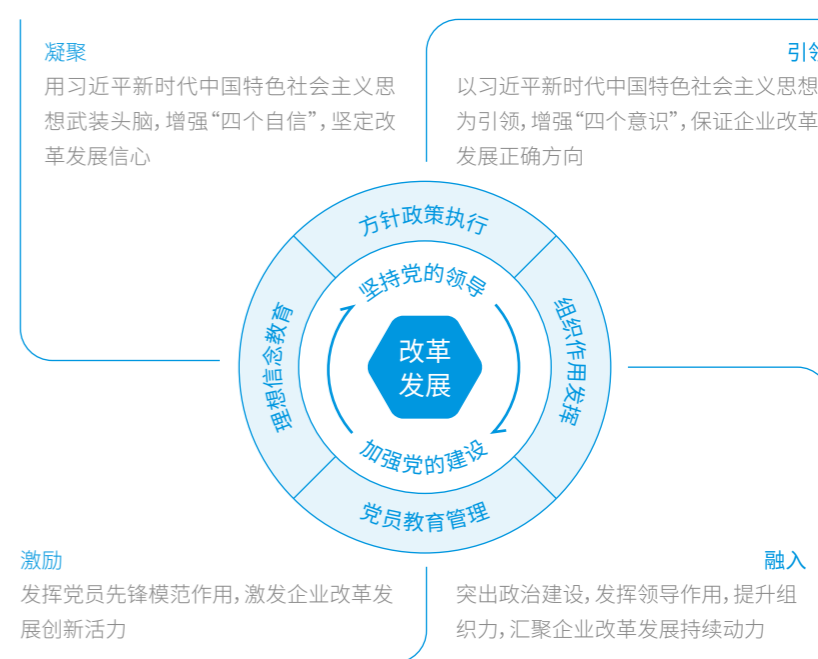 凝聚
用习近平新时代中国特色社会主义思
想武装头脑，增强“四个自信”，坚定改
革发展信心
引领
以习近平新时代中国特色社会主义思想
为引领，增强“四个意识”，保证企业改革
发展正确方向
方针政策执行
坚持党的领导
理想信念教育
改革
发展
组织作用发挥
加强党的建设
党员教育管理
激励
发挥党员先锋模范作用，激发企业改革发
展创新活力
融入
突出政治建设，发挥领导作用，提升组
织力，汇聚企业改革发展持续动力